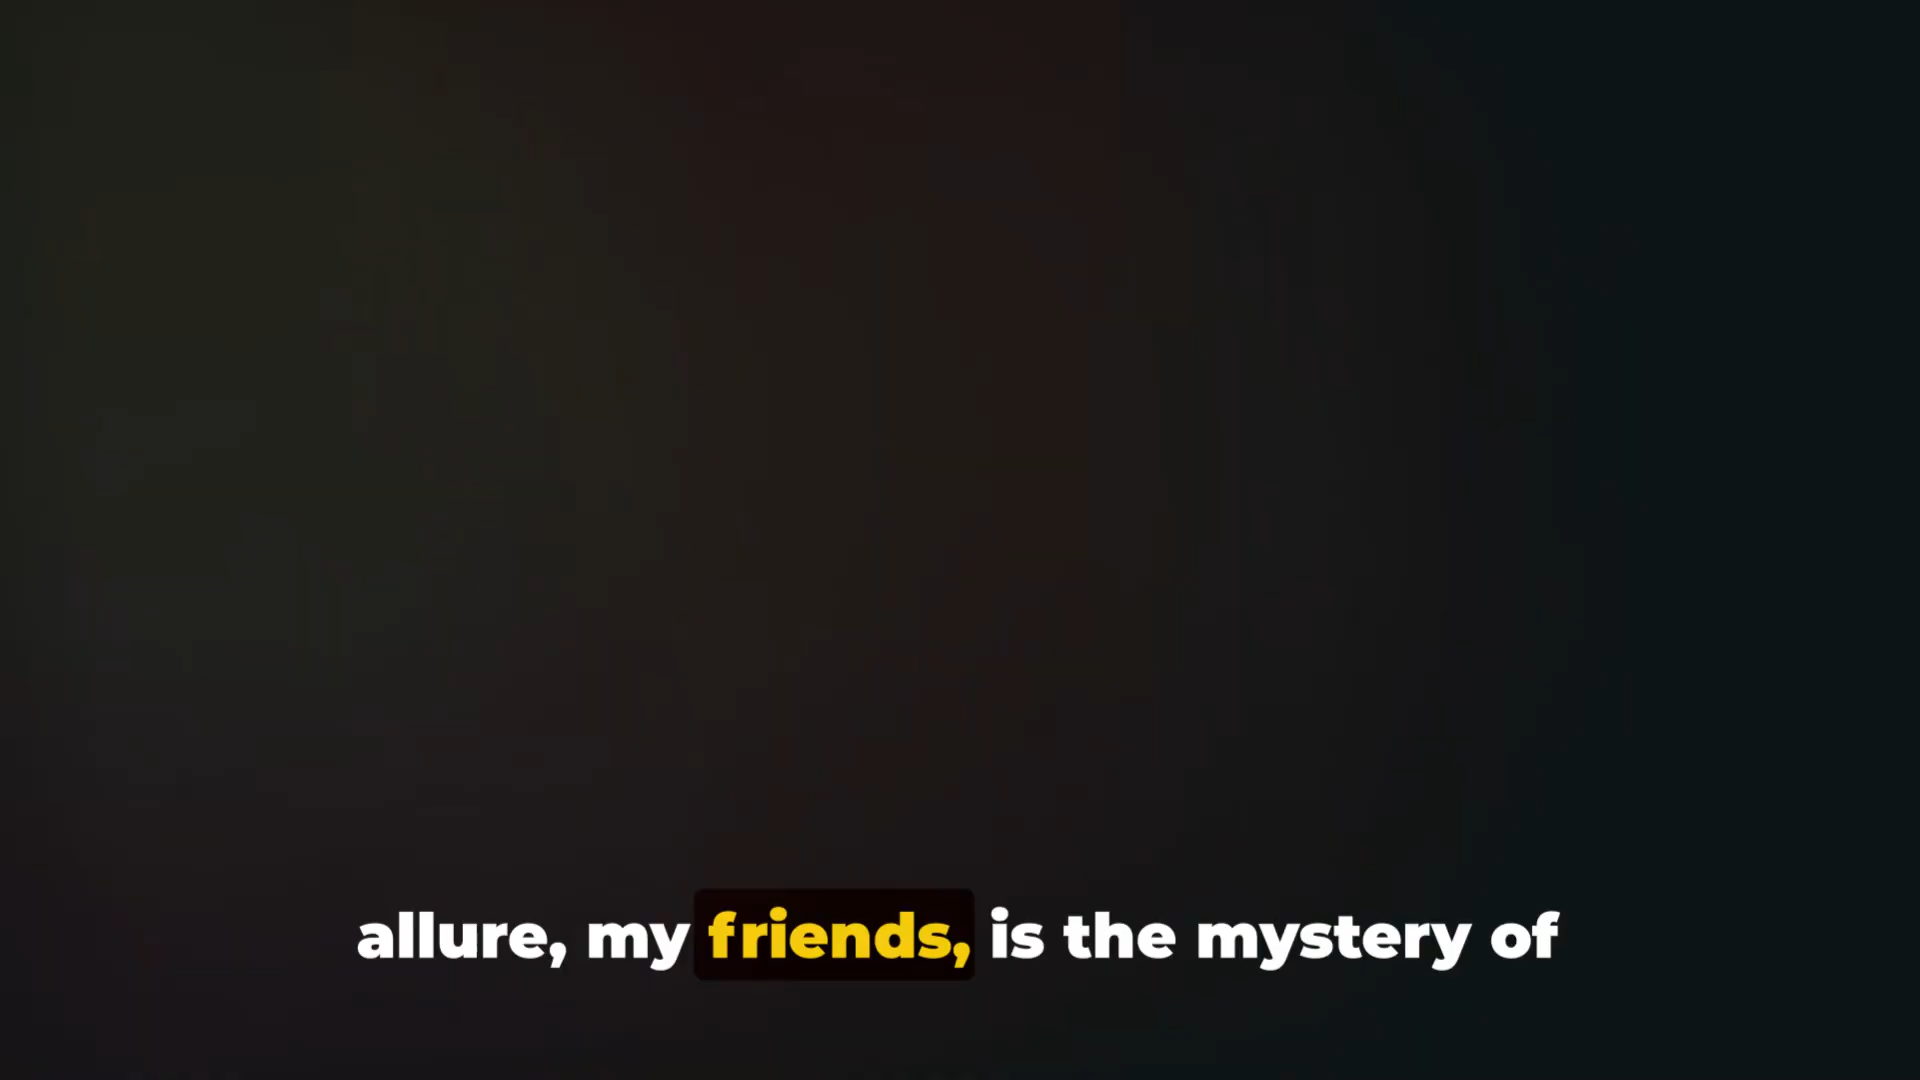 allure, my friends, is the mystery of